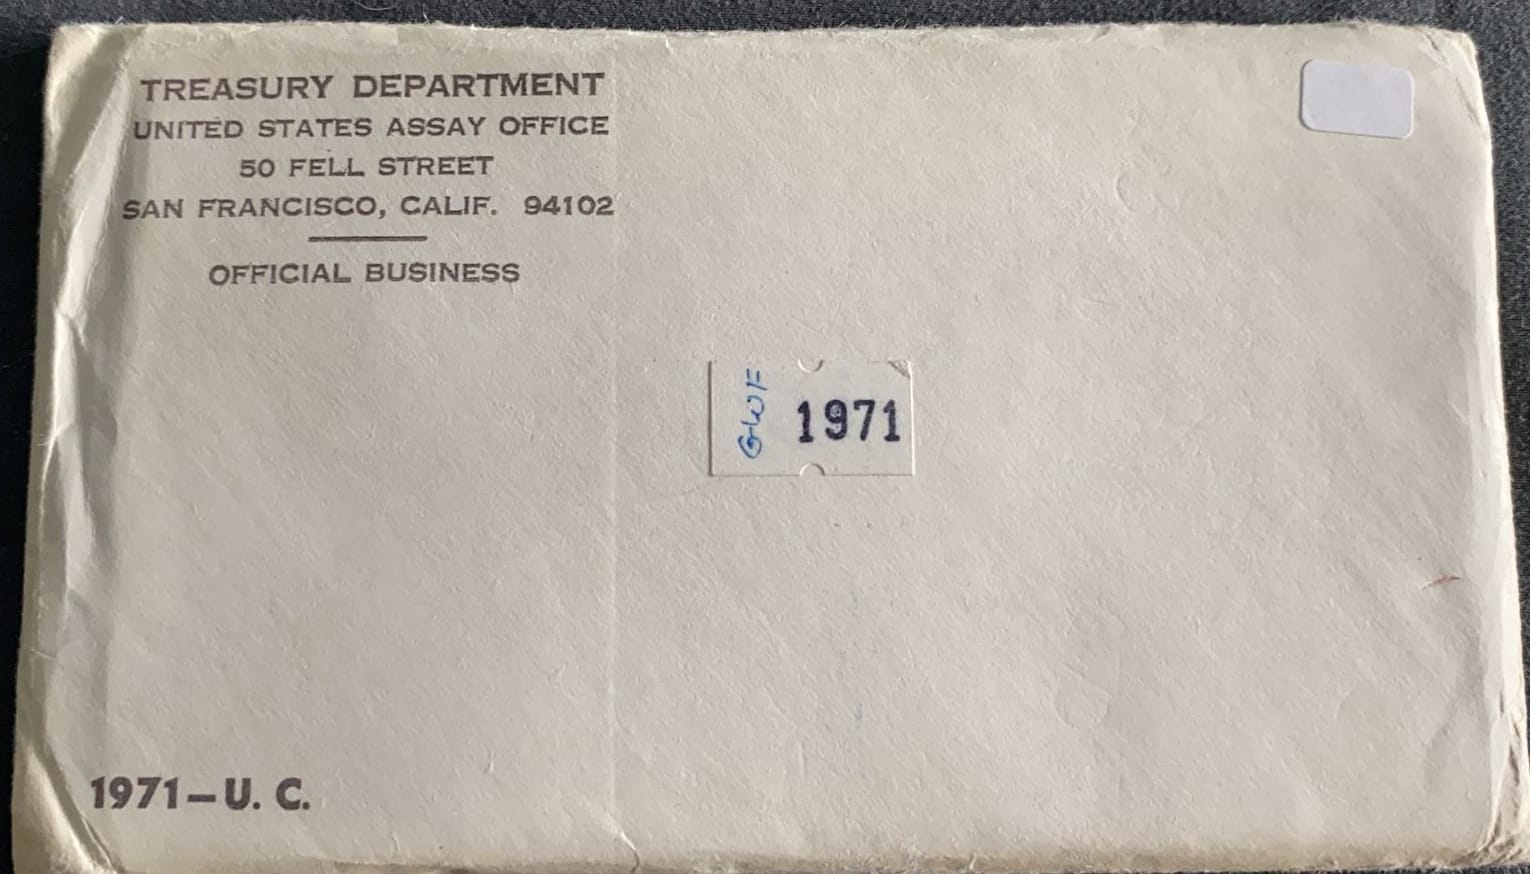 TREASURY DEPARTMENT
UNITED STATES ASSAY OFFICE
50 FELL STREET
SAN FRANCISCO, CALIF. 94102
OFFICIAL BUSINESS
GWF
1971
1971-U. C.